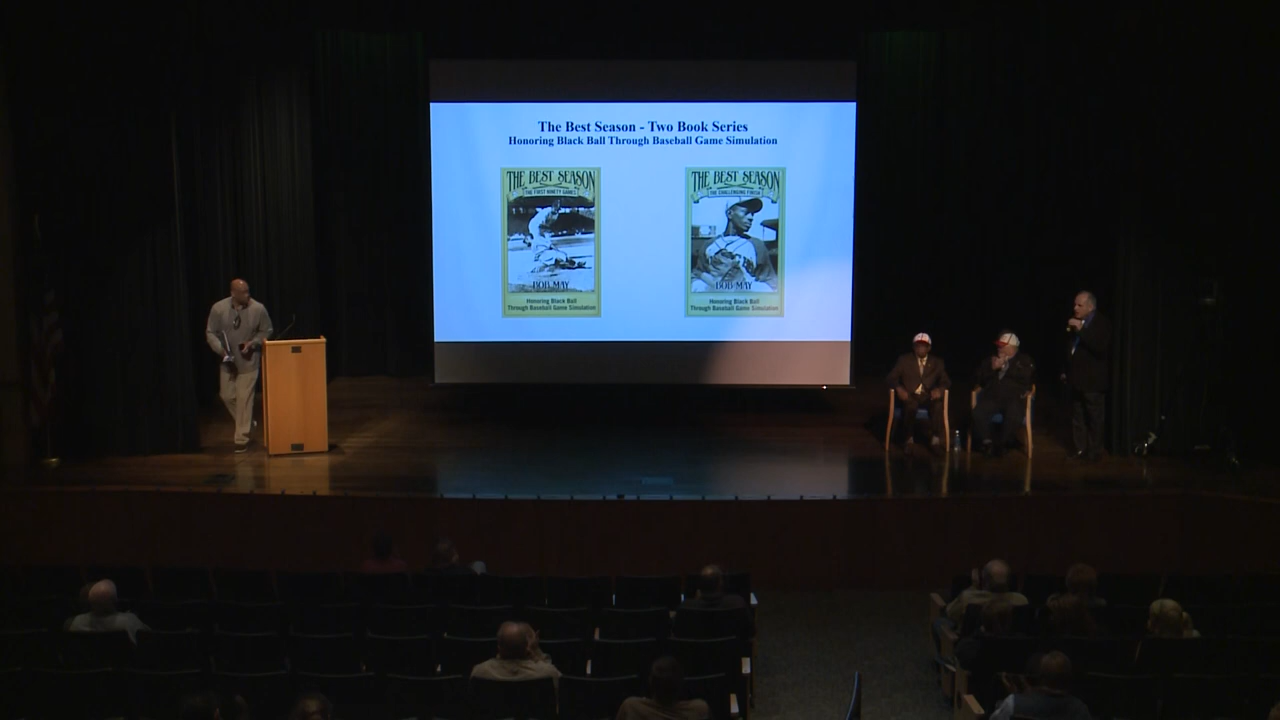 The Best Season - Two Book Series
Honoring Black Ball Through Baseball Game Simulation
THE BEST SEASON
THE FIRST NINETY GAMES
BOB MAY
Honoring Black Ball
Through Baseball Game Simulation
THE BEST SEASON
THE CHALLENGING FINISH
BOB MAY
Honoring Black Ball
Through Baseball Game Simulation